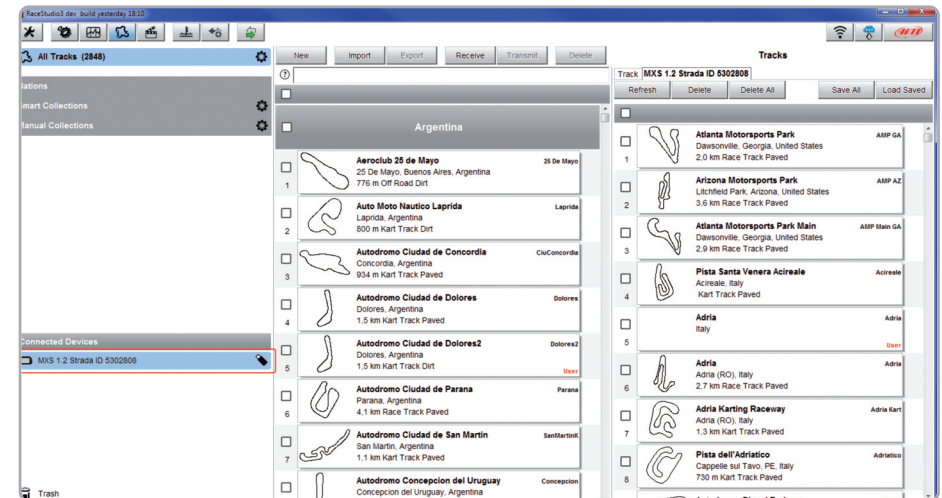 RaceStudio3 dev build yesterday 18:10
All Tracks (2848)
lations
mart Collections
Manual Collections
Connected Devices
MXS 1.2 Strada ID 5302808
Trash
New Import Export Receive Transmit Delete
?
Argentina
Aeroclub 25 de Mayo 25 De Mayo
25 De Mayo, Buenos Aires, Argentina
1 776 m Off Road Dirt
Auto Moto Nautico Laprida Laprida
Laprida, Argentina
2 800 m Kart Track Dirt
Autodromo Ciudad de Concordia CiuConcordia
Concordia, Argentina
3 934 m Kart Track Paved
Autodromo Ciudad de Dolores Dolores
Dolores, Argentina
4 1,5 km Kart Track Paved
Autodromo Ciudad de Dolores2 Dolores2
Dolores, Argentina
5 1,5 km Kart Track Dirt User
Autodromo Ciudad de Parana Parana
Parana, Argentina
6 4,1 km Race Track Paved
Autodromo Ciudad de San Martin SanMartinK
San Martin, Argentina
7 1,1 km Kart Track Paved
Autodromo Concepcion del Uruguay Concepcion
Concepcion del Uruguay, Argentina
AiM
Tracks
Track MXS 1.2 Strada ID 5302808
Refresh Delete Delete All Save All Load Saved
Atlanta Motorsports Park AMP GA
Dawsonville, Georgia, United States
1 2,0 km Race Track Paved
Arizona Motorsports Park AMP AZ
Litchfield Park, Arizona, United States
2 3,6 km Race Track Paved
Atlanta Motorsports Park Main AMP Main GA
Dawsonville, Georgia, United States
3 2,9 km Race Track Paved
Pista Santa Venera Acireale Acireale
Acireale, Italy
4 Kart Track Paved
Adria Adria
Italy
5 User
Adria Adria
Adria (RO), Italy
6 2,7 km Race Track Paved
Adria Karting Raceway Adria Kart
Adria (RO), Italy
7 1,3 km Kart Track Paved
Pista dell'Adriatico Adriatico
Cappelle sul Tavo, PE, Italy
8 730 m Kart Track Paved